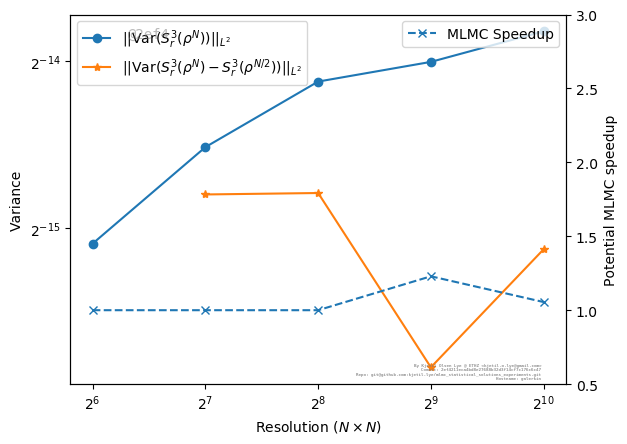 ||Var(S_r^3(ρ^N))||_{L^2}
||Var(S_r^3(ρ^N) − S_r^3(ρ^{N/2}))||_{L^2}
MLMC Speedup
2^{-14}
2^{-15}
Variance
3.0
2.5
2.0
1.5
1.0
0.5
Potential MLMC speedup
2^6
2^7
2^8
2^9
2^{10}
Resolution (N × N)